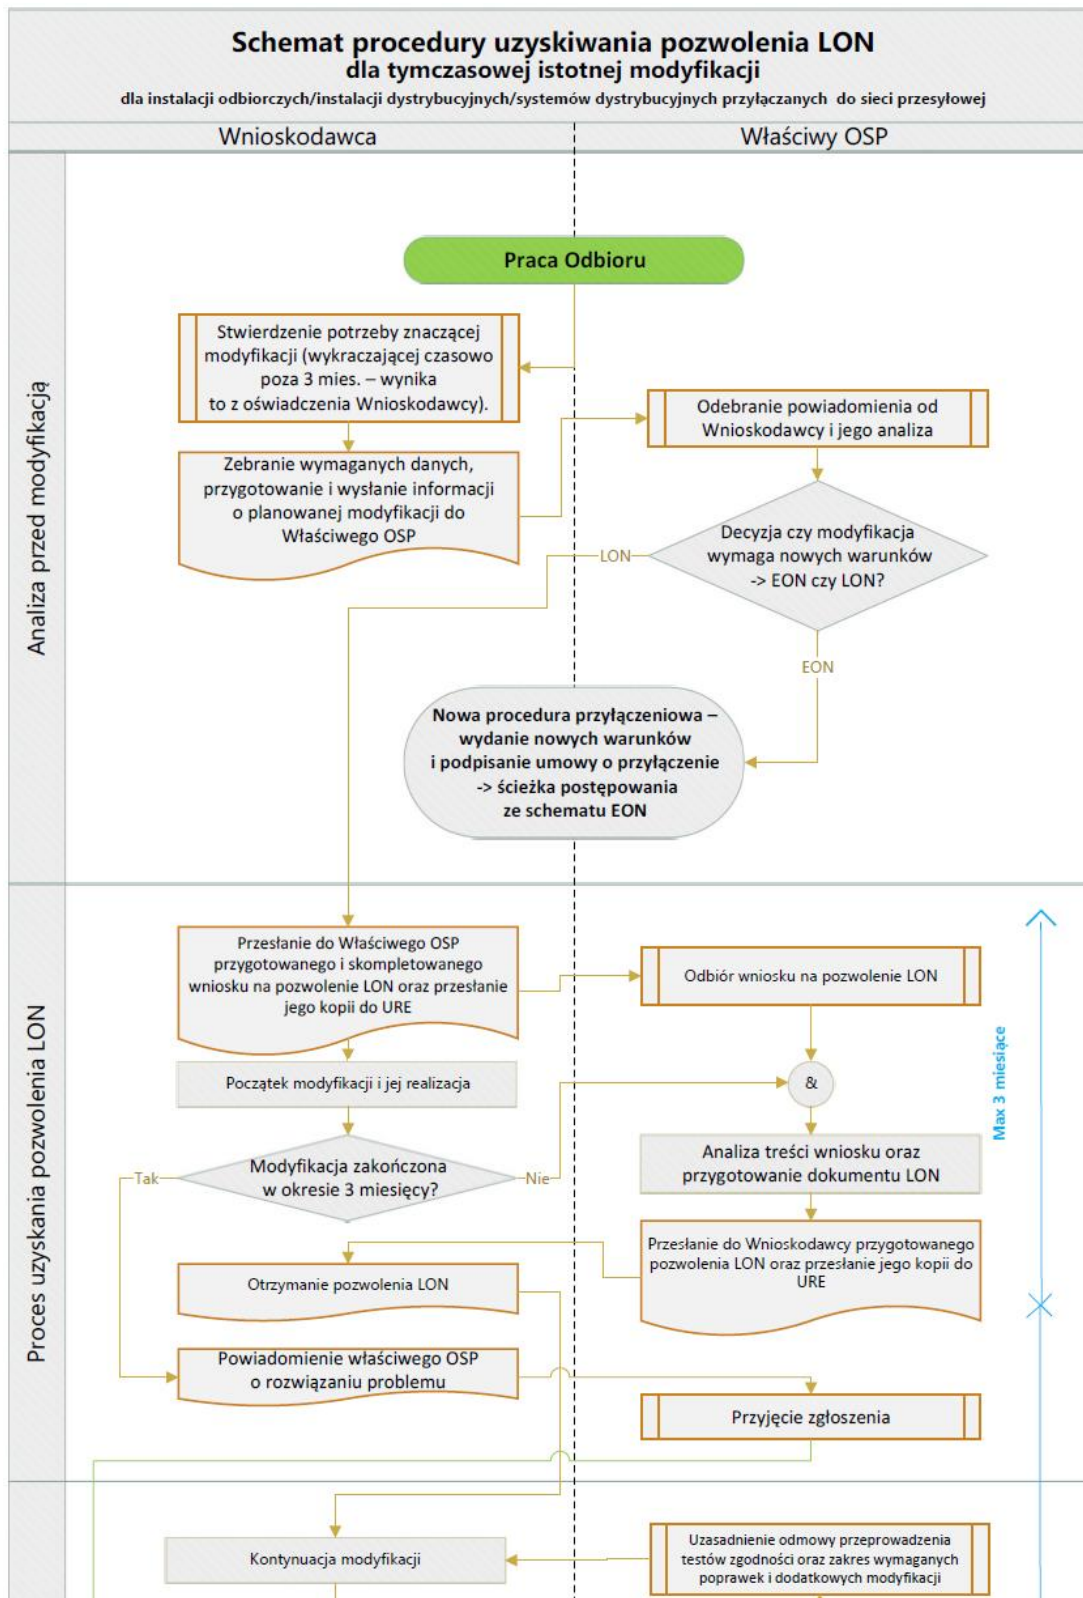 Schemat procedury uzyskiwania pozwolenia LON
dla tymczasowej istotnej modyfikacji
dla instalacji odbiorczych/instalacji dystrybucyjnych/systemów dystrybucyjnych przyłączanych do sieci przesyłowej
Wnioskodawca
Właściwy OSP
Analiza przed modyfikacją
Praca Odbioru
Stwierdzenie potrzeby znaczącej
modyfikacji (wykraczającej czasowo
poza 3 mies. – wynika
to z oświadczenia Wnioskodawcy).
Odebranie powiadomienia od
Wnioskodawcy i jego analiza
Zebranie wymaganych danych,
przygotowanie i wysłanie informacji
o planowanej modyfikacji do
Właściwego OSP
Decyzja czy modyfikacja
wymaga nowych warunków
-> EON czy LON?
LON
EON
Nowa procedura przyłączeniowa –
wydanie nowych warunków
i podpisanie umowy o przyłączenie
-> ścieżka postępowania
ze schematu EON
Proces uzyskania pozwolenia LON
Przesłanie do Właściwego OSP
przygotowanego i skompletowanego
wniosku na pozwolenie LON oraz przesłanie
jego kopii do URE
Odbiór wniosku na pozwolenie LON
Max 3 miesiące
Początek modyfikacji i jej realizacja
&
Modyfikacja zakończona
w okresie 3 miesięcy?
Tak
Nie
Analiza treści wniosku oraz
przygotowanie dokumentu LON
Przesłanie do Wnioskodawcy przygotowanego
pozwolenia LON oraz przesłanie jego kopii do
URE
Otrzymanie pozwolenia LON
Powiadomienie właściwego OSP
o rozwiązaniu problemu
Przyjęcie zgłoszenia
Kontynuacja modyfikacji
Uzasadnienie odmowy przeprowadzenia
testów zgodności oraz zakres wymaganych
poprawek i dodatkowych modyfikacji